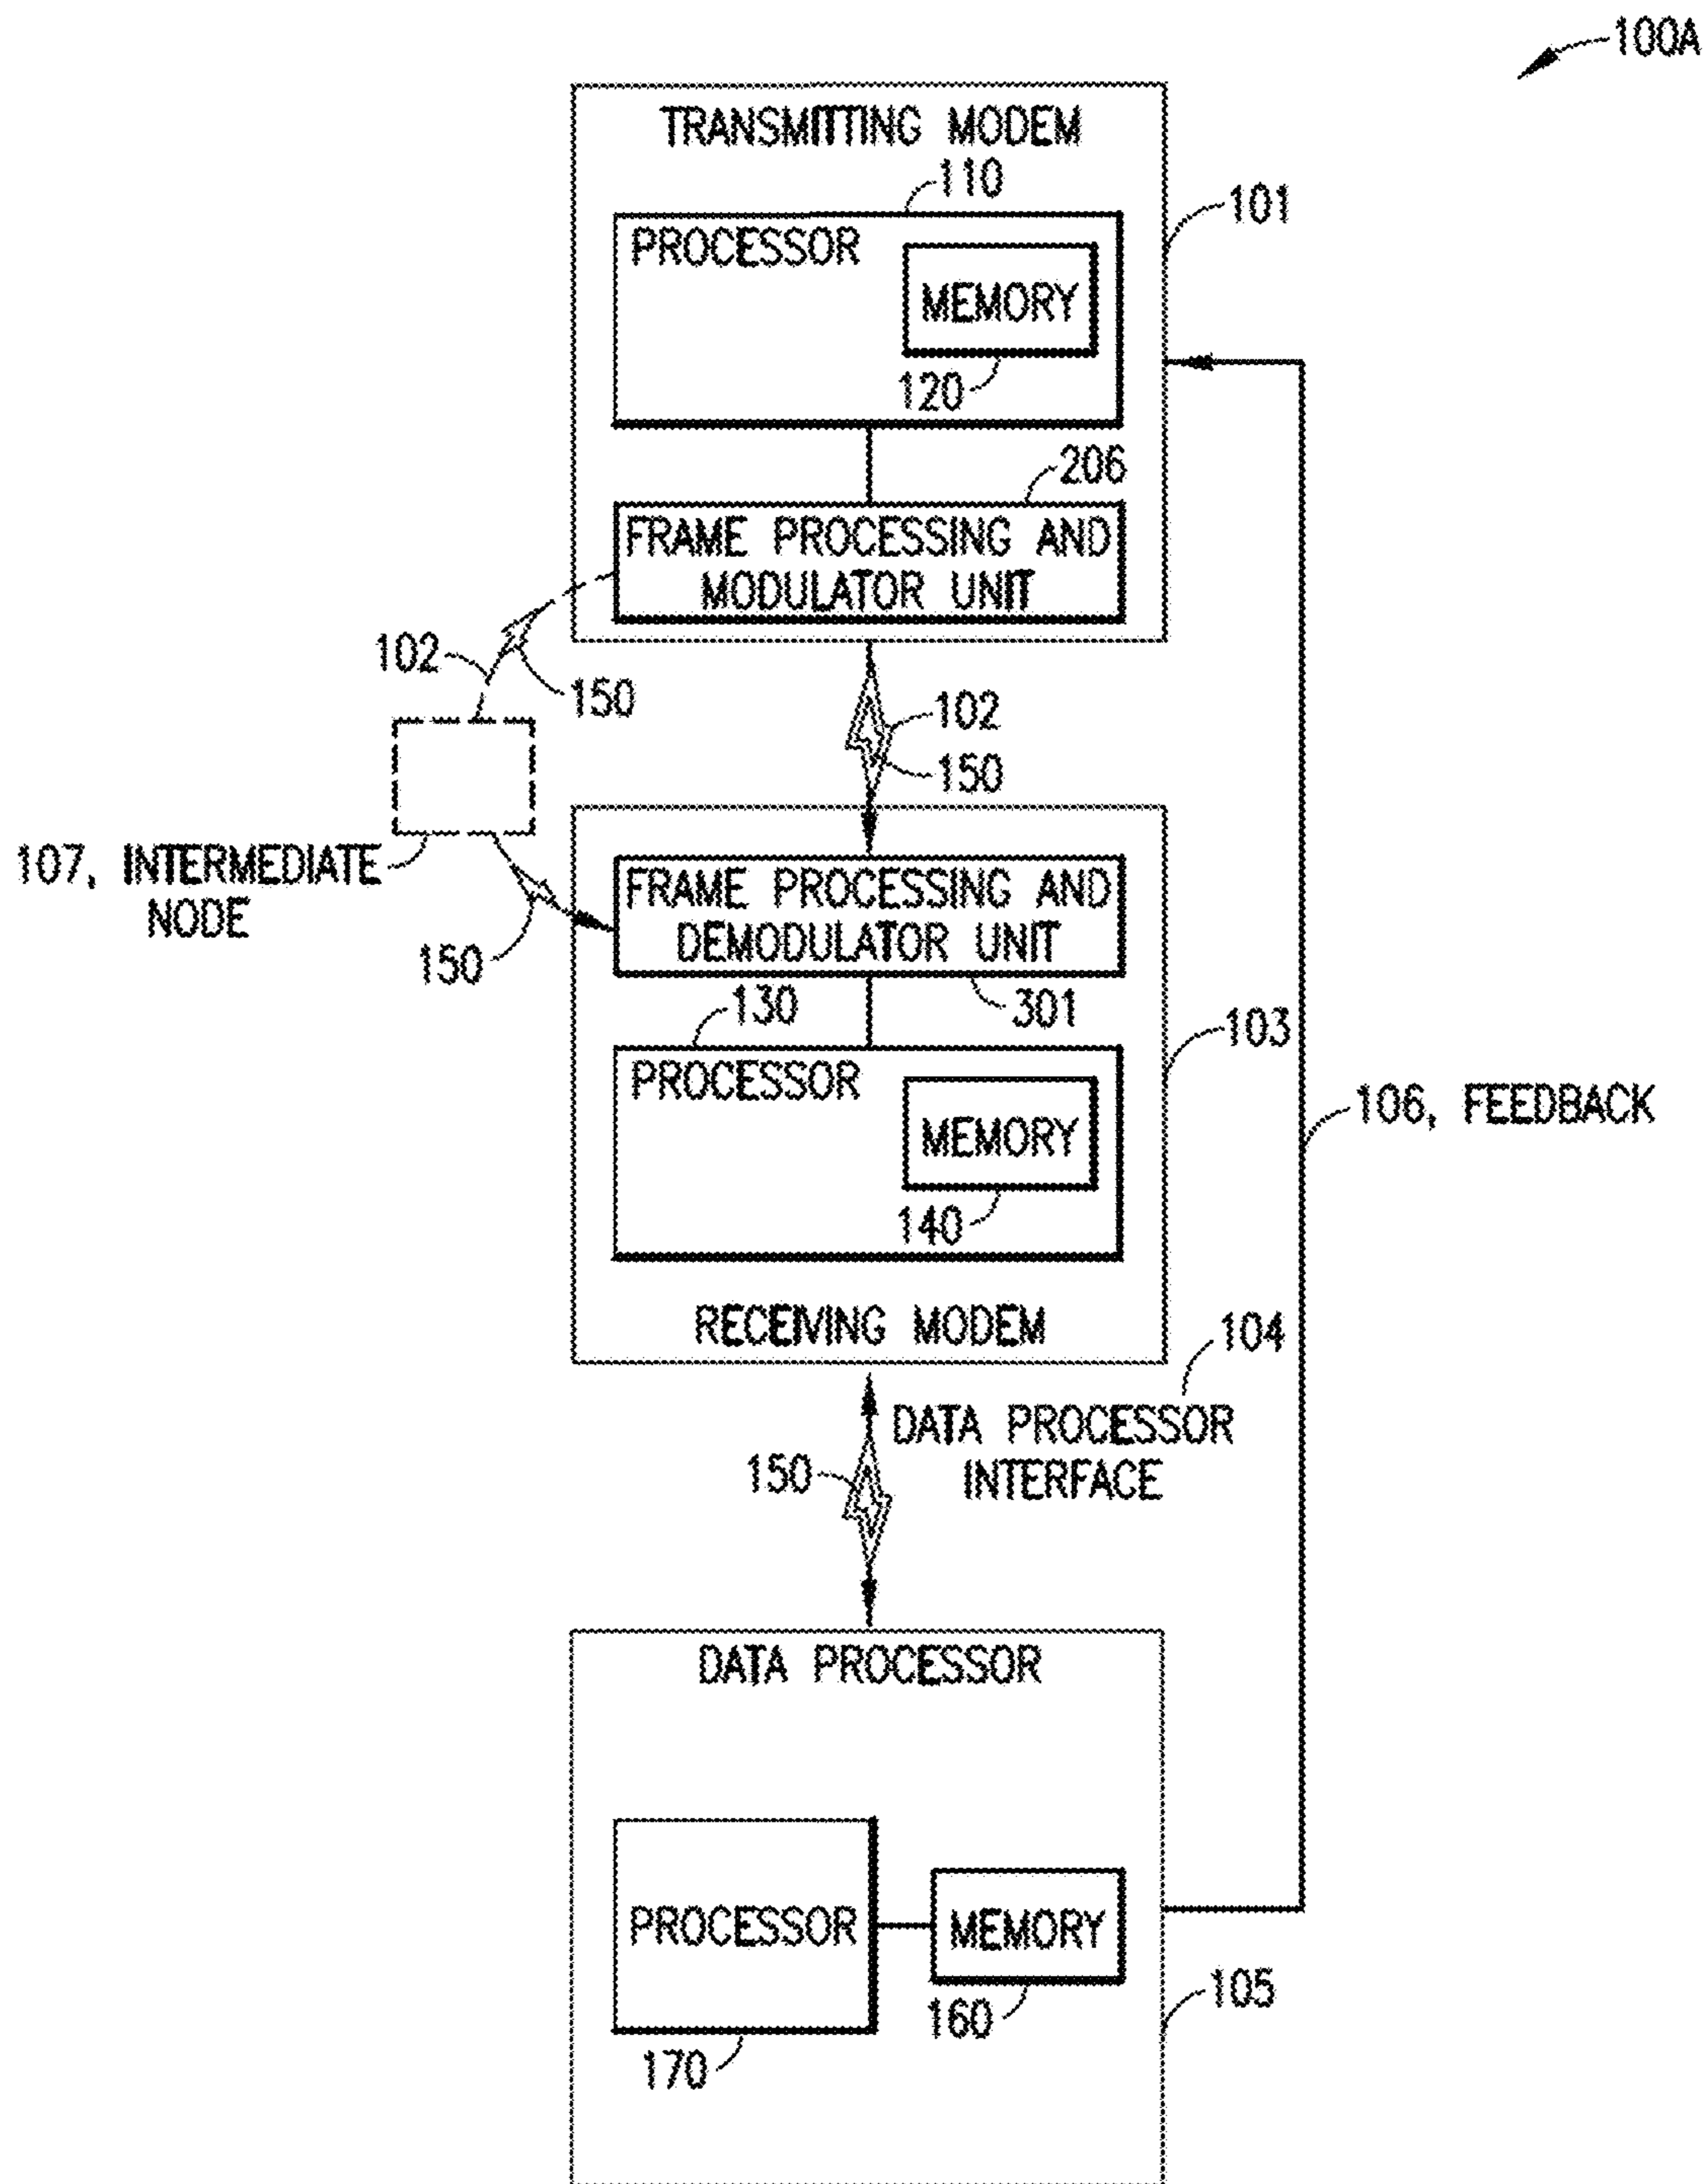 100A
TRANSMITTING MODEM
110
101
PROCESSOR
MEMORY
120
206
FRAME PROCESSING AND
MODULATOR UNIT
102
150
102
150
107, INTERMEDIATE
NODE
150
FRAME PROCESSING AND
DEMODULATOR UNIT
130
301
103
PROCESSOR
MEMORY
106, FEEDBACK
140
RECEIVING MODEM
104
DATA PROCESSOR
INTERFACE
150
DATA PROCESSOR
PROCESSOR
MEMORY
105
160
170